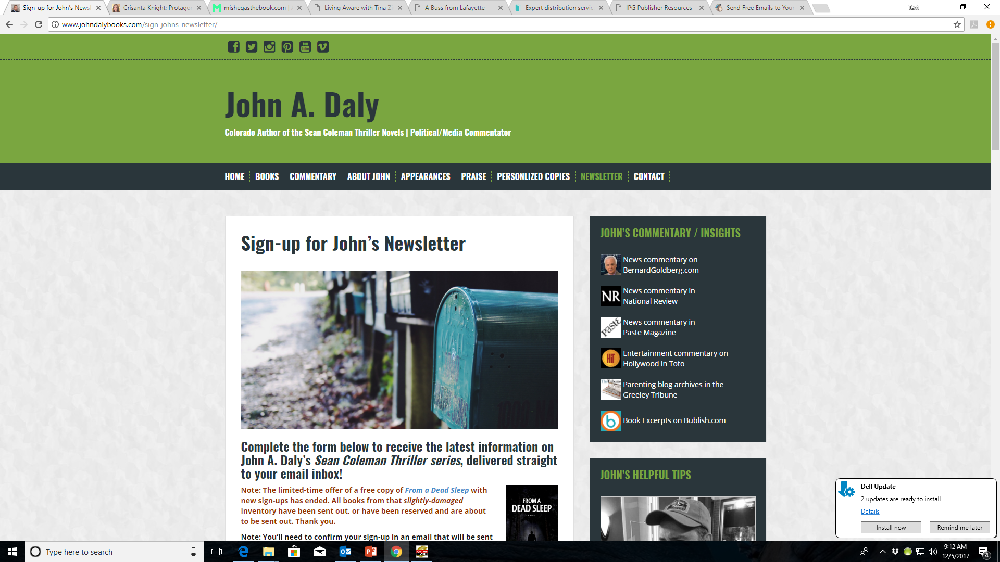 Sign-up for John's Newsl
Crisanta Knight: Protago
mishegasthebook.com |
Living Aware with Tina Z
A Buss from Lafayette
Expert distribution servic
IPG Publisher Resources
Send Free Emails to Your
Terri
www.johndalybooks.com/sign-johns-newsletter/
John A. Daly
Colorado Author of the Sean Coleman Thriller Novels | Political/Media Commentator
HOME
BOOKS
COMMENTARY
ABOUT JOHN
APPEARANCES
PRAISE
PERSONLIZED COPIES
NEWSLETTER
CONTACT
Sign-up for John’s Newsletter
Complete the form below to receive the latest information on
John A. Daly’s Sean Coleman Thriller series, delivered straight
to your email inbox!
Note: The limited-time offer of a free copy of From a Dead Sleep with
new sign-ups has ended. All books from that slightly-damaged
inventory have been sent out, or have been reserved and are about
to be sent out. Thank you.
Note: You’ll need to confirm your sign-up in an email that will be sent
FROM A
DEAD SLEEP
JOHN’S COMMENTARY / INSIGHTS
News commentary on
BernardGoldberg.com
NR
News commentary in
National Review
Paste
News commentary in
Paste Magazine
HiT
Entertainment commentary on
Hollywood in Toto
Parenting blog archives in the
Greeley Tribune
b
Book Excerpts on Bublish.com
JOHN’S HELPFUL TIPS
Dell Update
2 updates are ready to install
Details
Install now
Remind me later
Type here to search
9:12 AM
12/5/2017
4